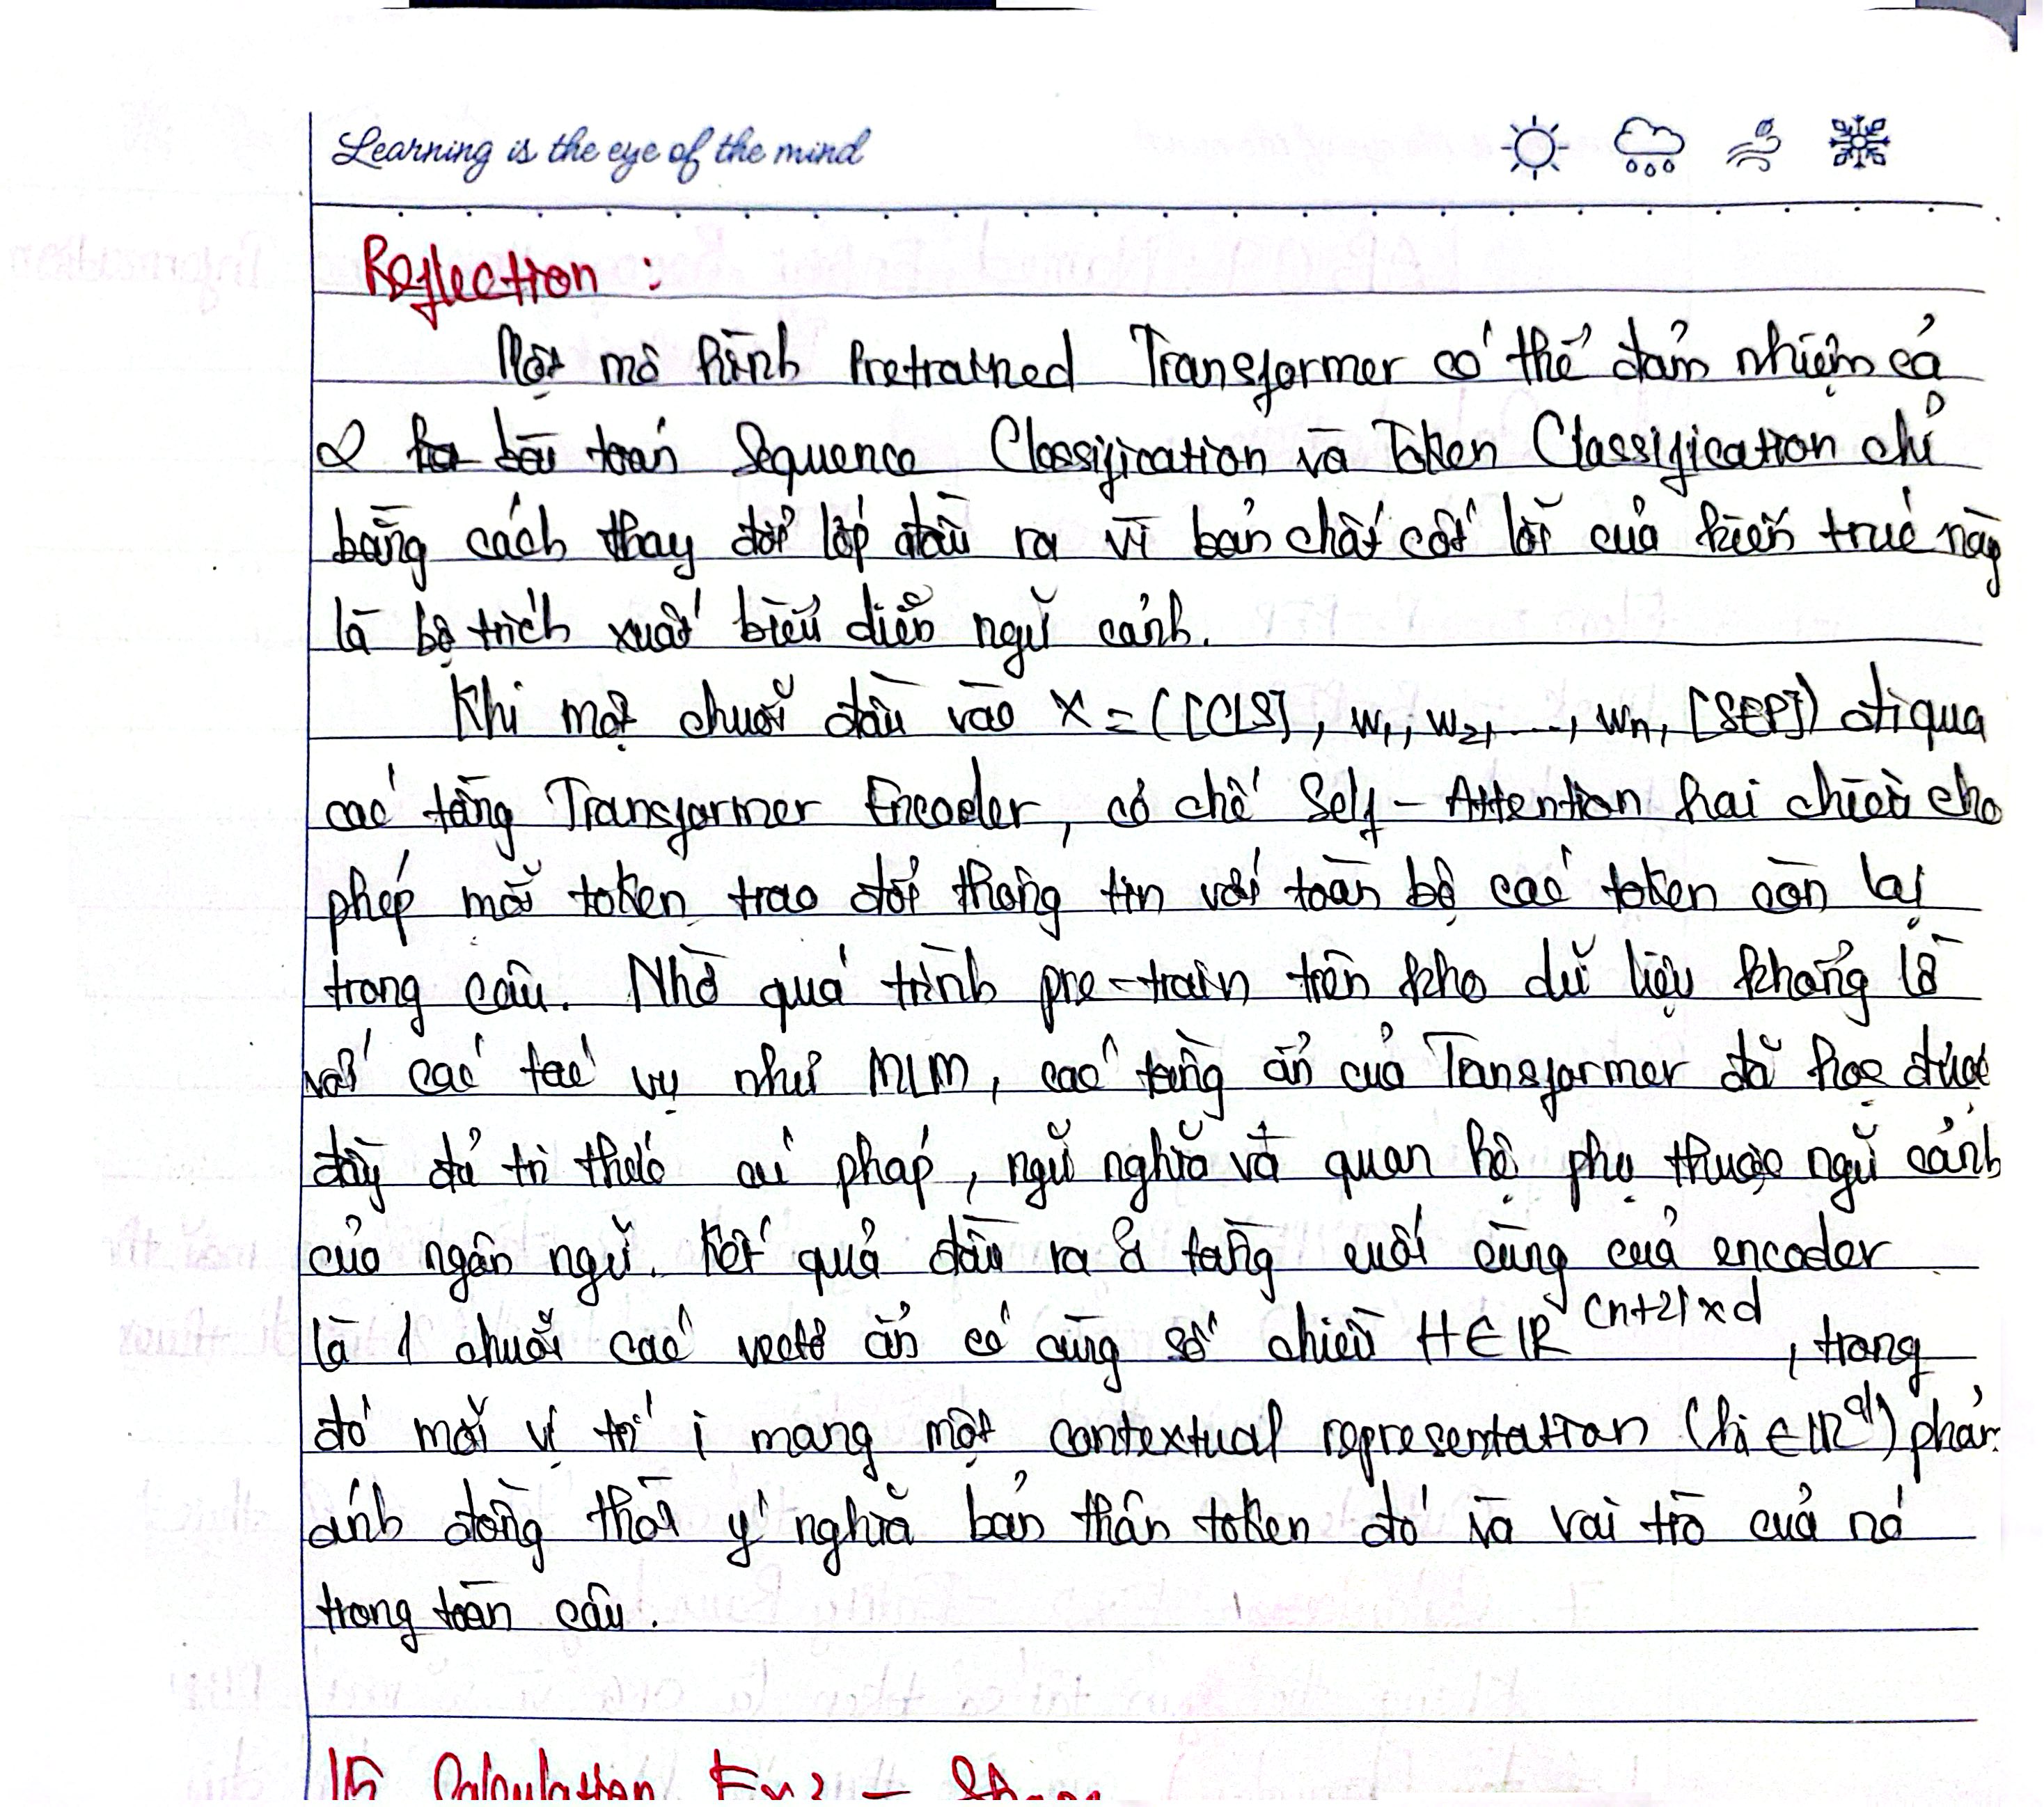 Learning is the eye of the mind
Reflection :
Một mô hình Pretrained Transformer có thể đảm nhiệm cả
2 bài toán Sequence Classification và Token Classification chỉ
bằng cách thay đổi lớp đầu ra vì bản chất cốt lõi của kiến trúc này
là bộ trích xuất biểu diễn ngữ cảnh.
Khi một chuỗi đầu vào X = ([CLS], w₁, w₂, ..., wₙ, [SEP]) đi qua
các tầng Transformer Encoder, cơ chế Self - Attention hai chiều cho
phép mỗi token trao đổi thông tin với toàn bộ các token còn lại
trong câu. Nhờ quá trình pre-train trên kho dữ liệu khổng lồ
với các tác vụ như MLM, các tầng ẩn của Transformer đã học được
đầy đủ tri thức cú pháp, ngữ nghĩa và quan hệ phụ thuộc ngữ cảnh
của ngôn ngữ. Kết quả đầu ra ở tầng cuối cùng của encoder
là 1 chuỗi các vectơ ẩn có cùng số chiều H ∈ ℝ^(n+2)×d, trong
đó mỗi vị trí i mang một contextual representation (hᵢ ∈ ℝᵈ) phản
ánh đồng thời ý nghĩa bản thân token đó và vai trò của nó
trong toàn câu.
15 Calculation Ex3 -